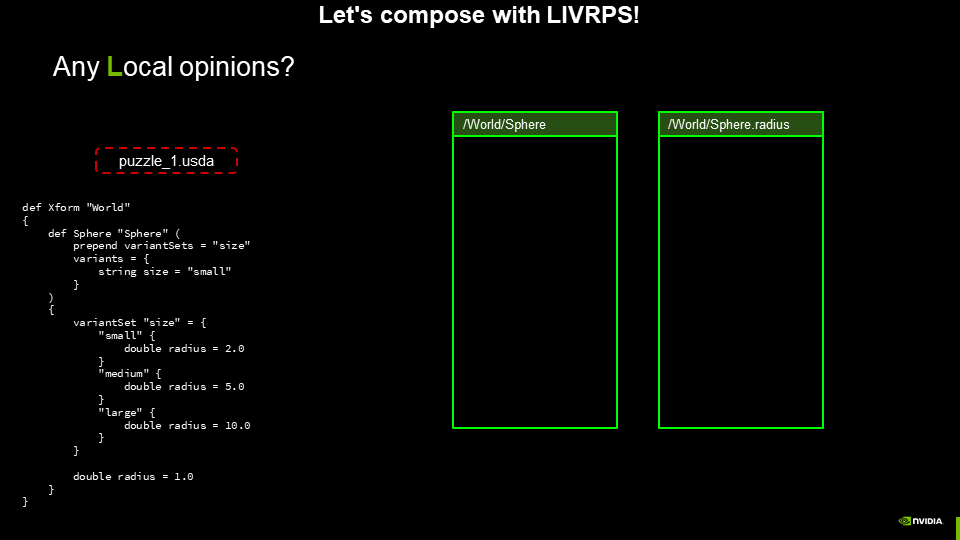 Let's compose with LIVRPS!
Any Local opinions?
puzzle_1.usda
def Xform "World"
{
    def Sphere "Sphere" (
        prepend variantSets = "size"
        variants = {
            string size = "small"
        }
    )
    {
        variantSet "size" = {
            "small" {
                double radius = 2.0
            }
            "medium" {
                double radius = 5.0
            }
            "large" {
                double radius = 10.0
            }
        }

        double radius = 1.0
    }
}
/World/Sphere
/World/Sphere.radius
NVIDIA